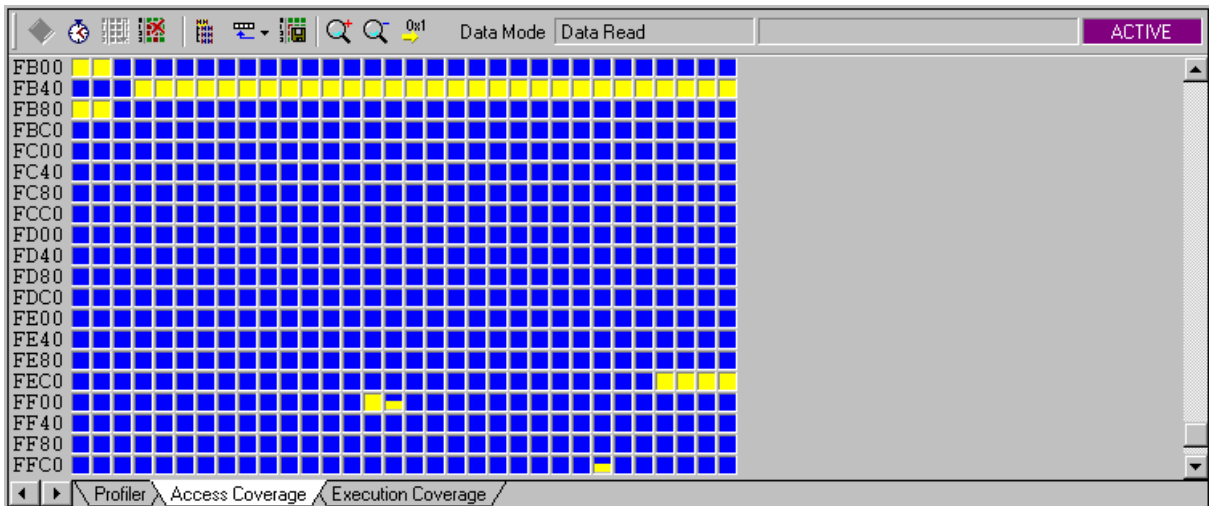 0x1 Data Mode Data Read ACTIVE
FB00
FB40
FB80
FBC0
FC00
FC40
FC80
FCC0
FD00
FD40
FD80
FDC0
FE00
FE40
FE80
FEC0
FF00
FF40
FF80
FFC0
Profiler Access Coverage Execution Coverage